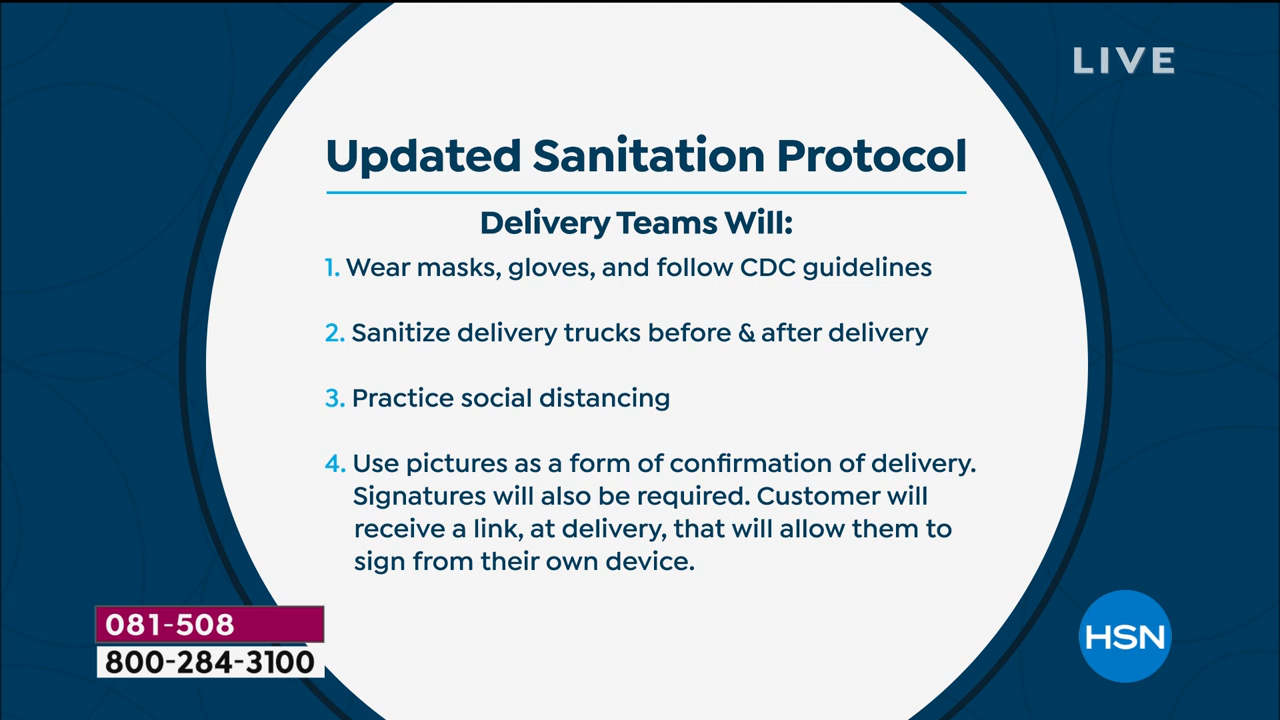 LIVE
Updated Sanitation Protocol
Delivery Teams Will:
1. Wear masks, gloves, and follow CDC guidelines
2. Sanitize delivery trucks before & after delivery
3. Practice social distancing
4. Use pictures as a form of confirmation of delivery.
Signatures will also be required. Customer will
receive a link, at delivery, that will allow them to
sign from their own device.
081-508
800-284-3100
HSN